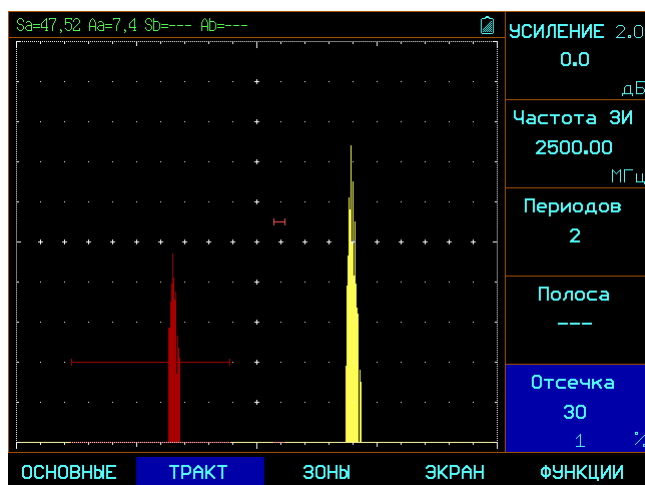 Sa=47,52 Aa=7,4 Sb=--- Ab=---
УСИЛЕНИЕ 2.0
0.0
дБ
Частота ЗИ
2500.00
МГц
Периодов
2
Полоса
---
Отсечка
30
1 %
ОСНОВНЫЕ ТРАКТ ЗОНЫ ЭКРАН ФУНКЦИИ